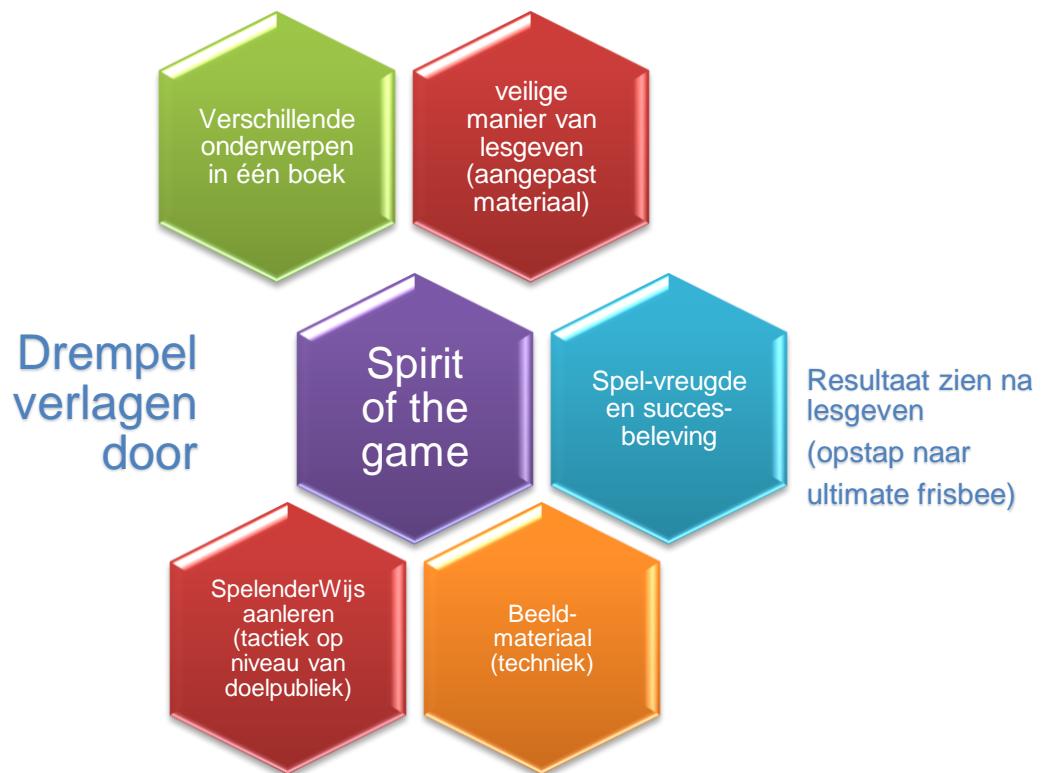 Verschillende
onderwerpen
in één boek
veilige
manier van
lesgeven
(aangepast
materiaal)
Drempel
verlagen
door
Spirit
of the
game
Spel-vreugde
en succes-
beleving
Resultaat zien na
lesgeven
(opstap naar
ultimate frisbee)
SpelenderWijs
aanleren
(tactiek op
niveau van
doelpubliek)
Beeld-
materiaal
(techniek)